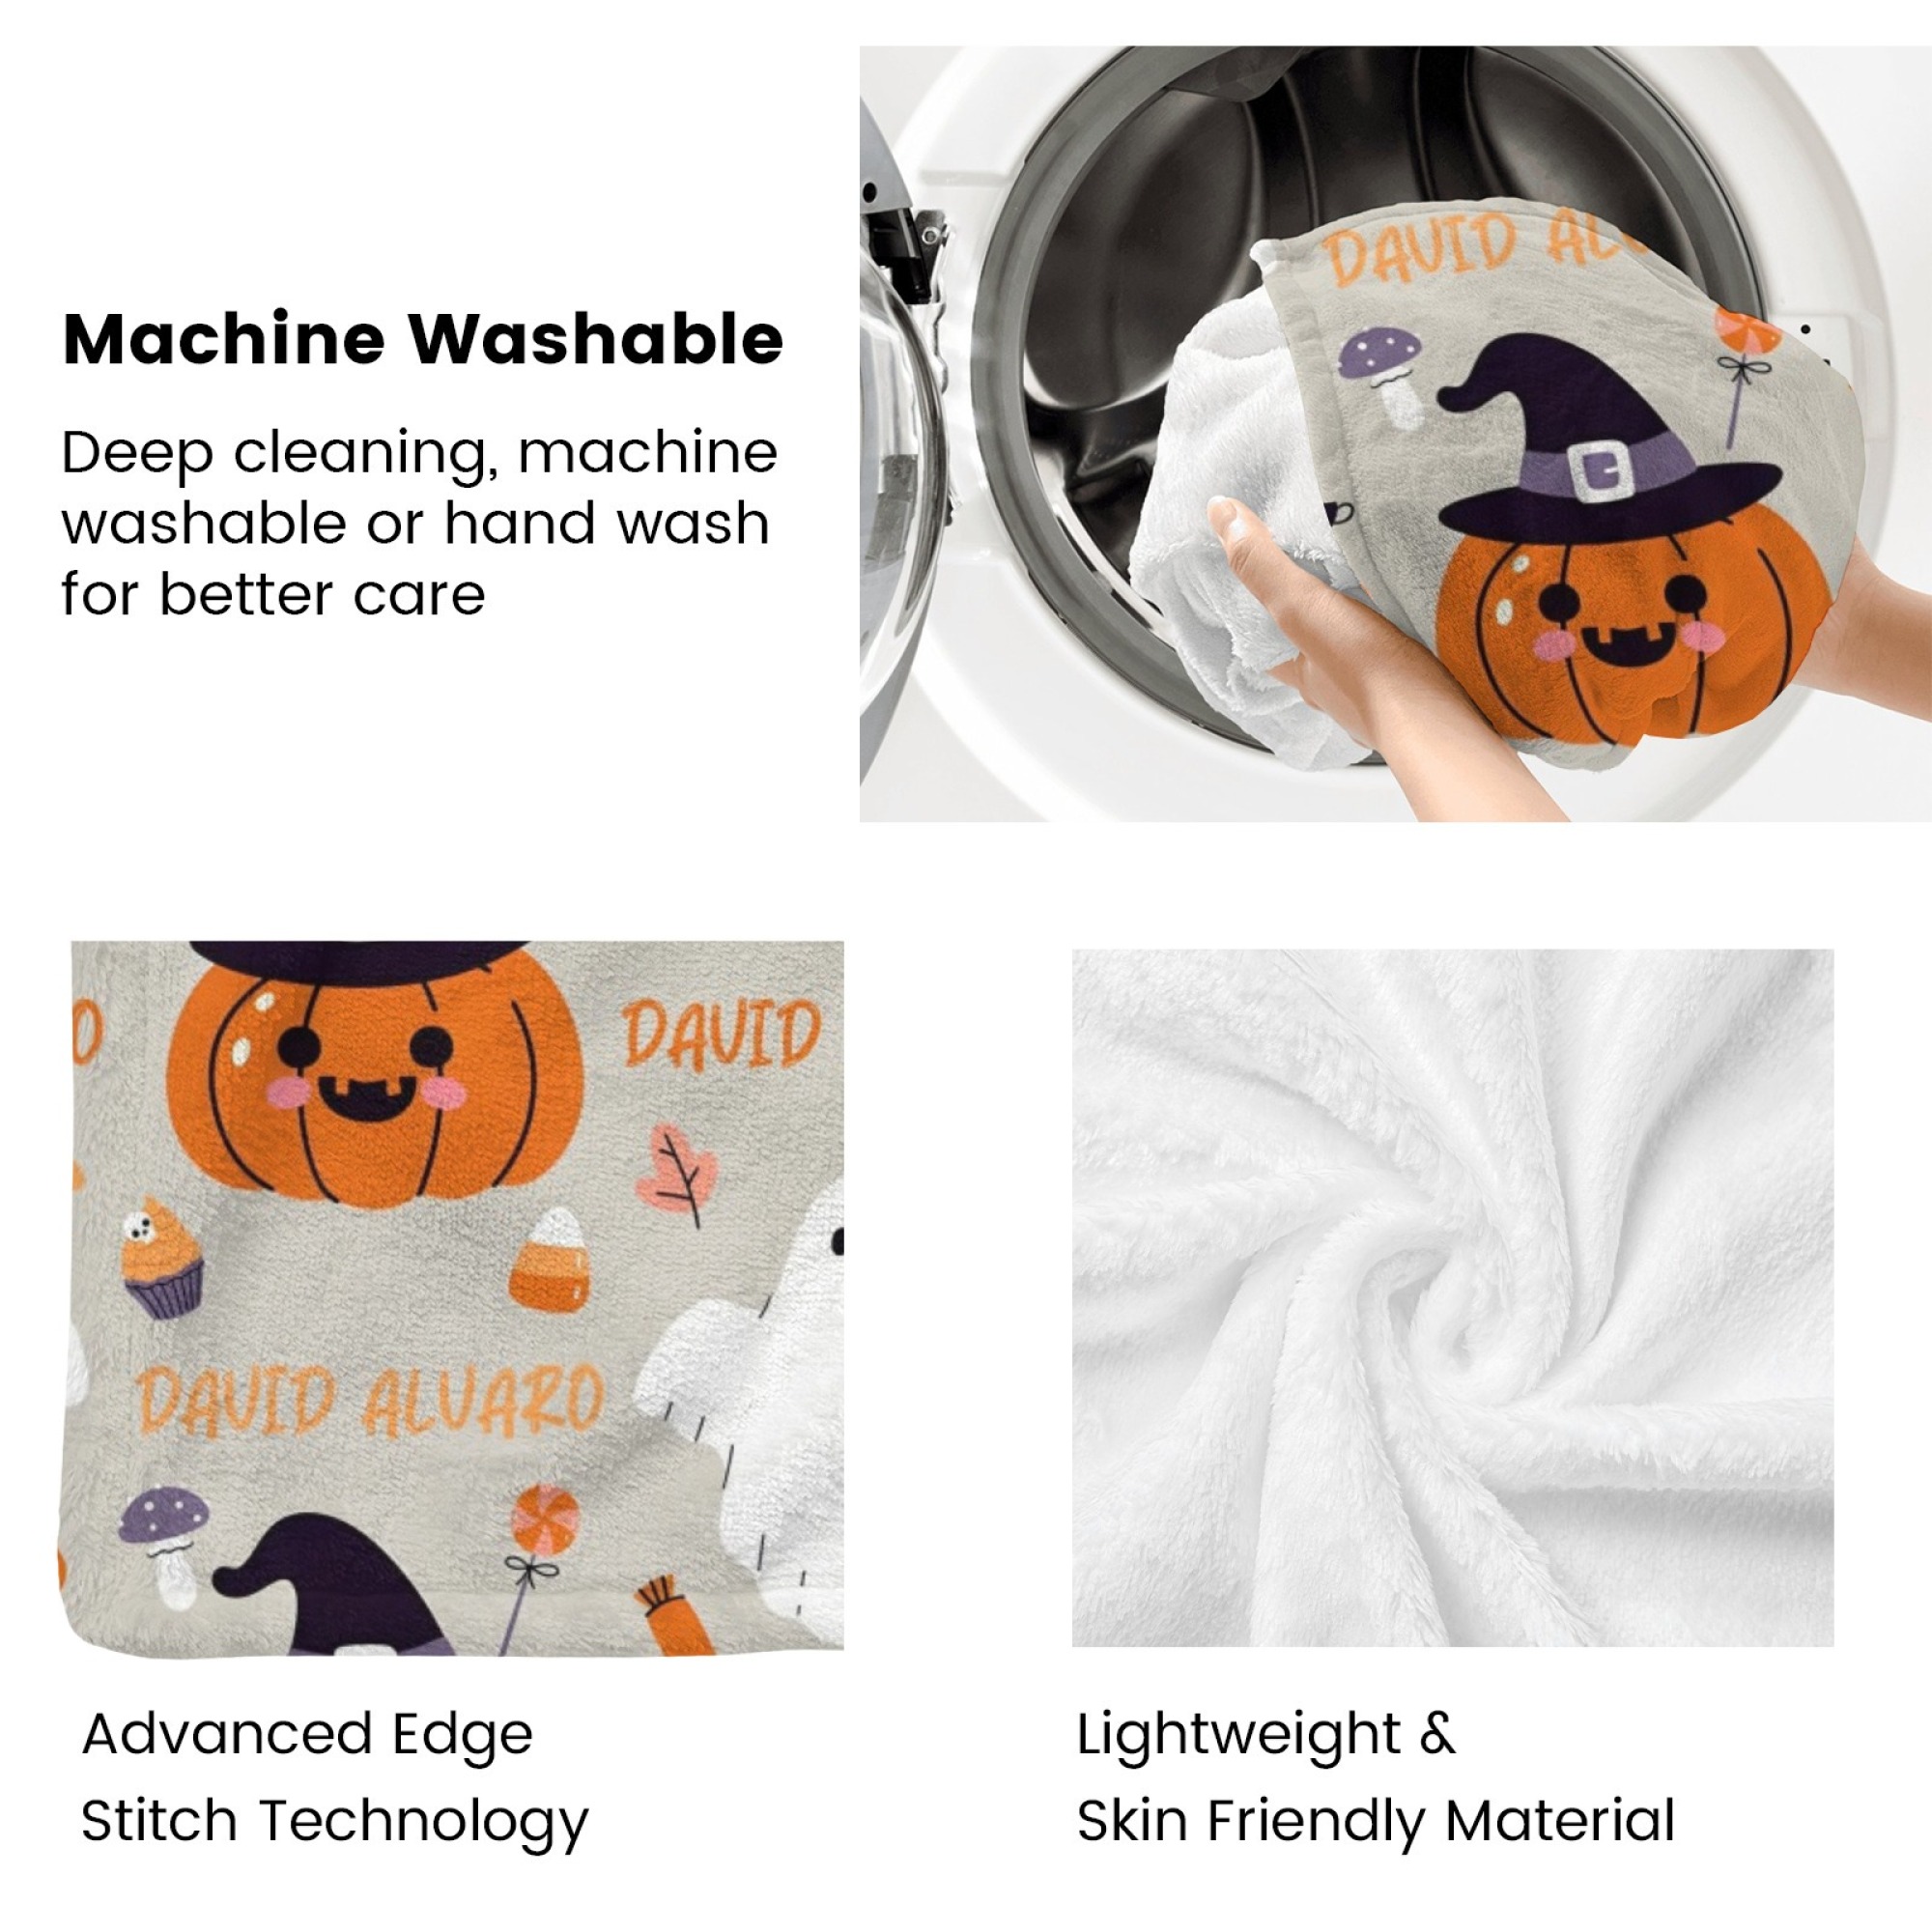 Machine Washable
Deep cleaning, machine
washable or hand wash
for better care
DAVID AL
DAVID
DAVID ALVARO
Advanced Edge
Stitch Technology
Lightweight &
Skin Friendly Material